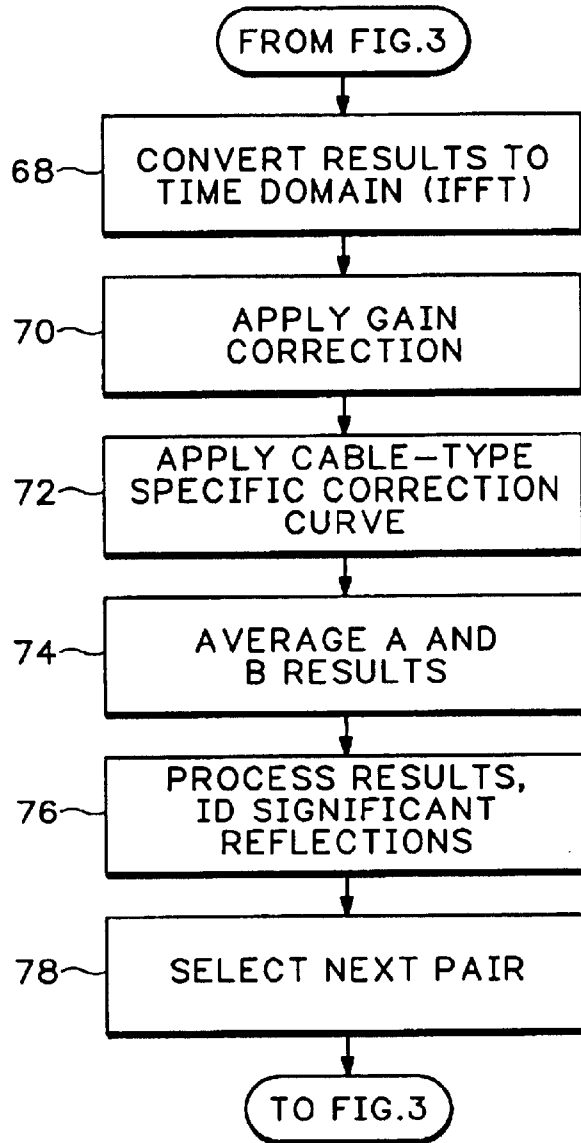 FROM FIG.3
68
CONVERT RESULTS TO
TIME DOMAIN (IFFT)
70
APPLY GAIN
CORRECTION
72
APPLY CABLE-TYPE
SPECIFIC CORRECTION
CURVE
74
AVERAGE A AND
B RESULTS
76
PROCESS RESULTS,
ID SIGNIFICANT
REFLECTIONS
78
SELECT NEXT PAIR
TO FIG.3